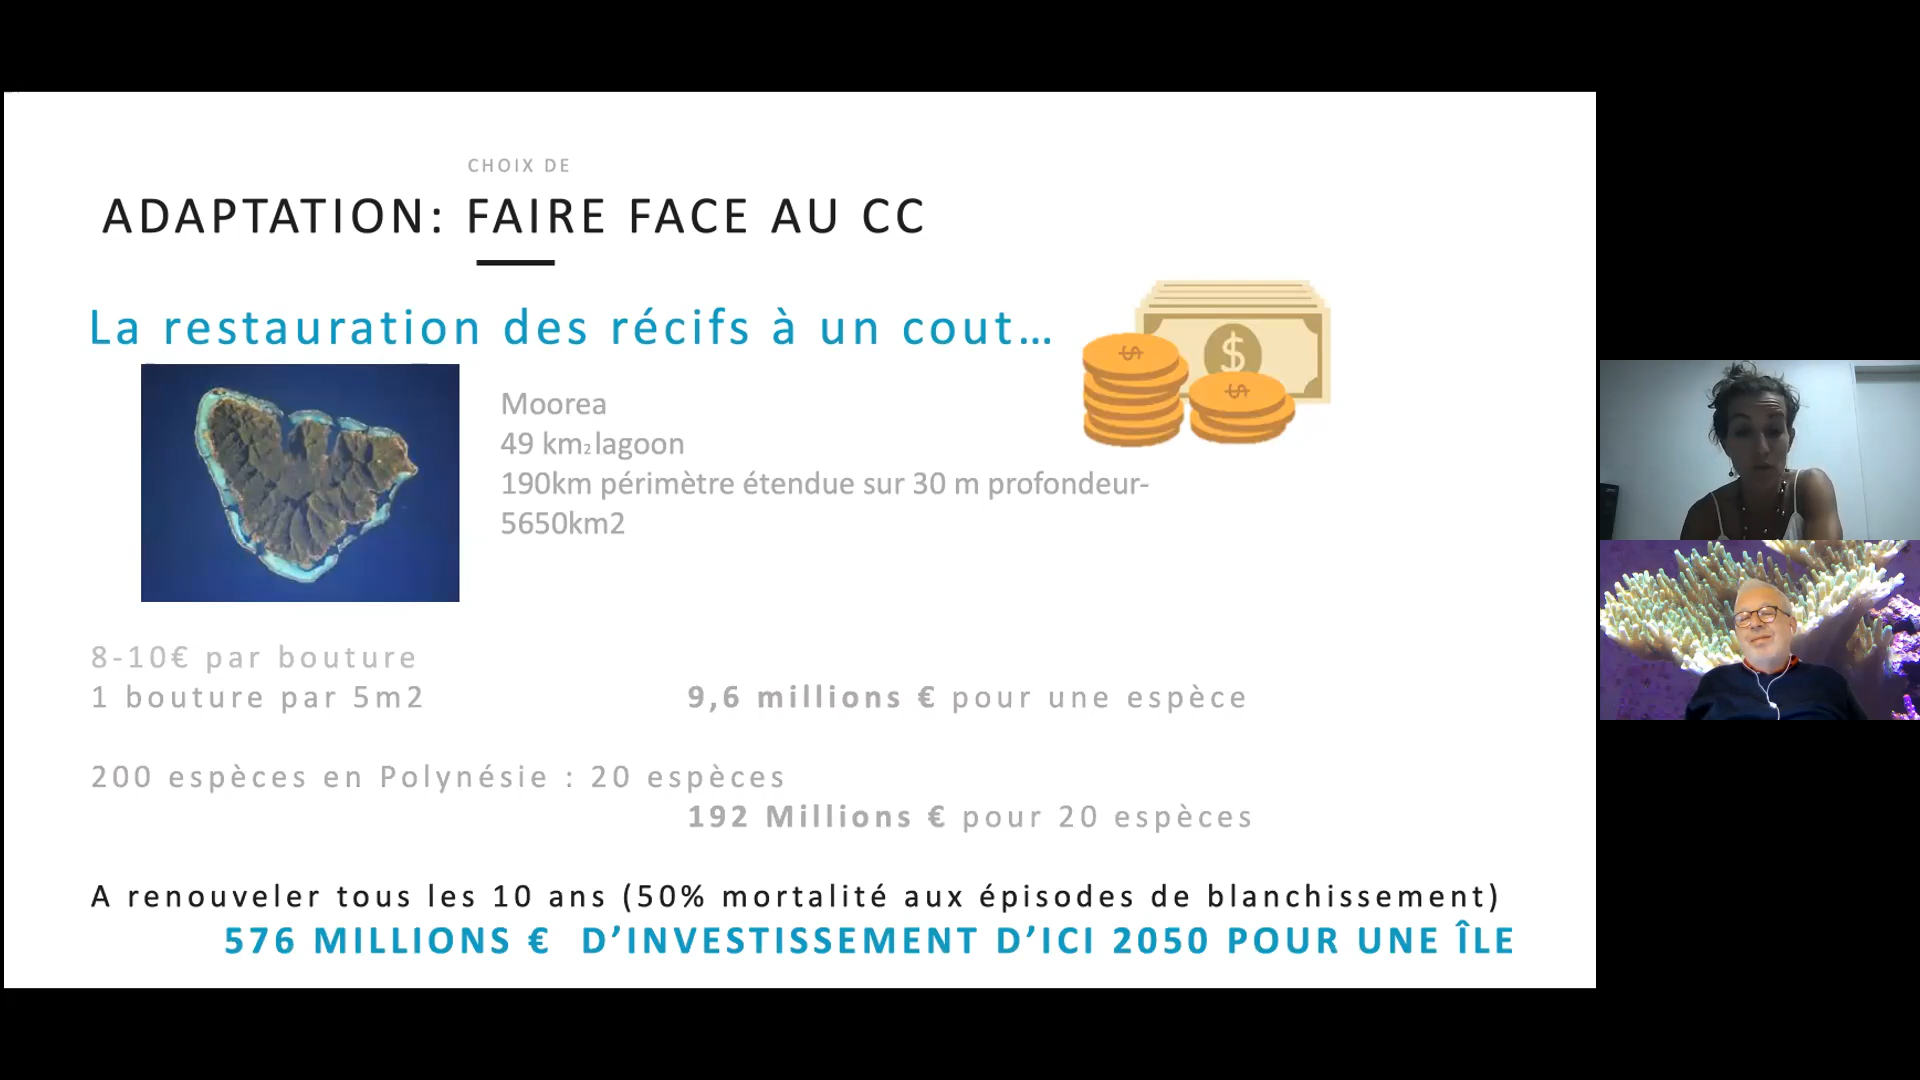 CHOIX DE
ADAPTATION: FAIRE FACE AU CC
La restauration des récifs à un cout…
Moorea
49 km2 lagoon
190km périmètre étendue sur 30 m profondeur-
5650km2
8-10€ par bouture
1 bouture par 5m2
9,6 millions € pour une espèce
200 espèces en Polynésie : 20 espèces
192 Millions € pour 20 espèces
A renouveler tous les 10 ans (50% mortalité aux épisodes de blanchissement)
576 MILLIONS € D’INVESTISSEMENT D’ICI 2050 POUR UNE ÎLE